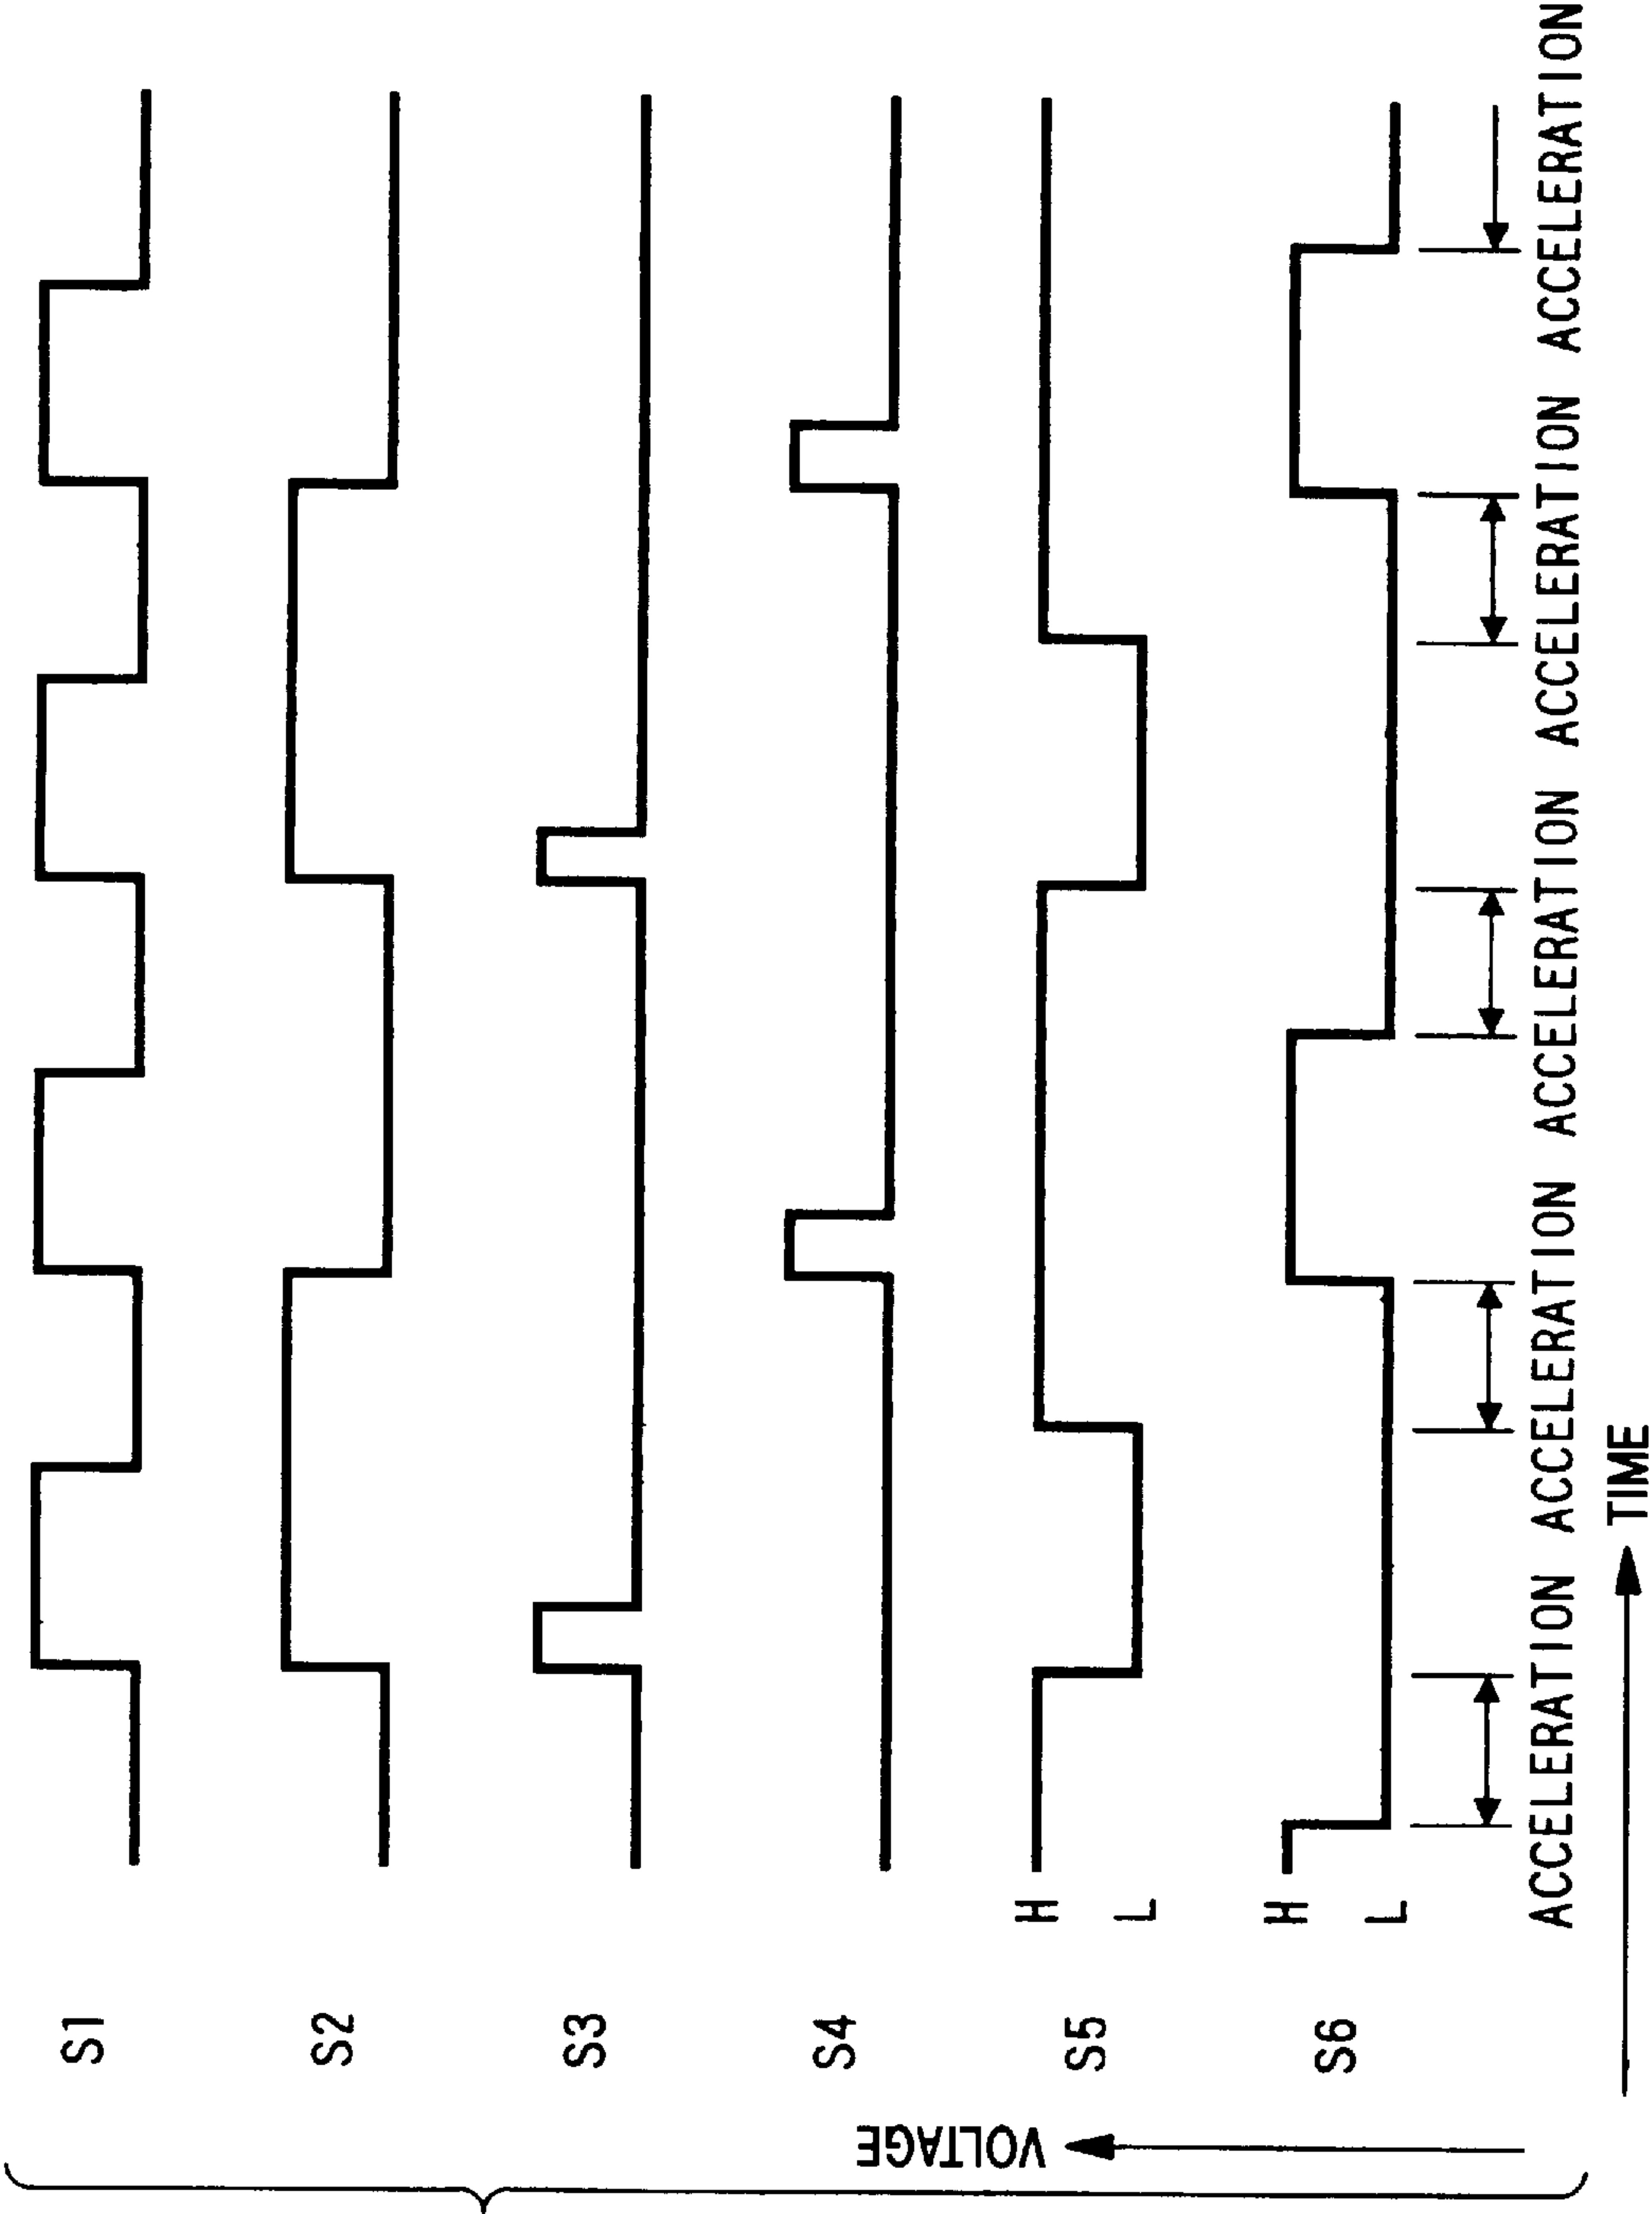 S1
S2
S3
S4
S5
H
L
S6
H
L
ACCELERATION ACCELERATION ACCELERATION ACCELERATION ACCELERATION
VOLTAGE
TIME